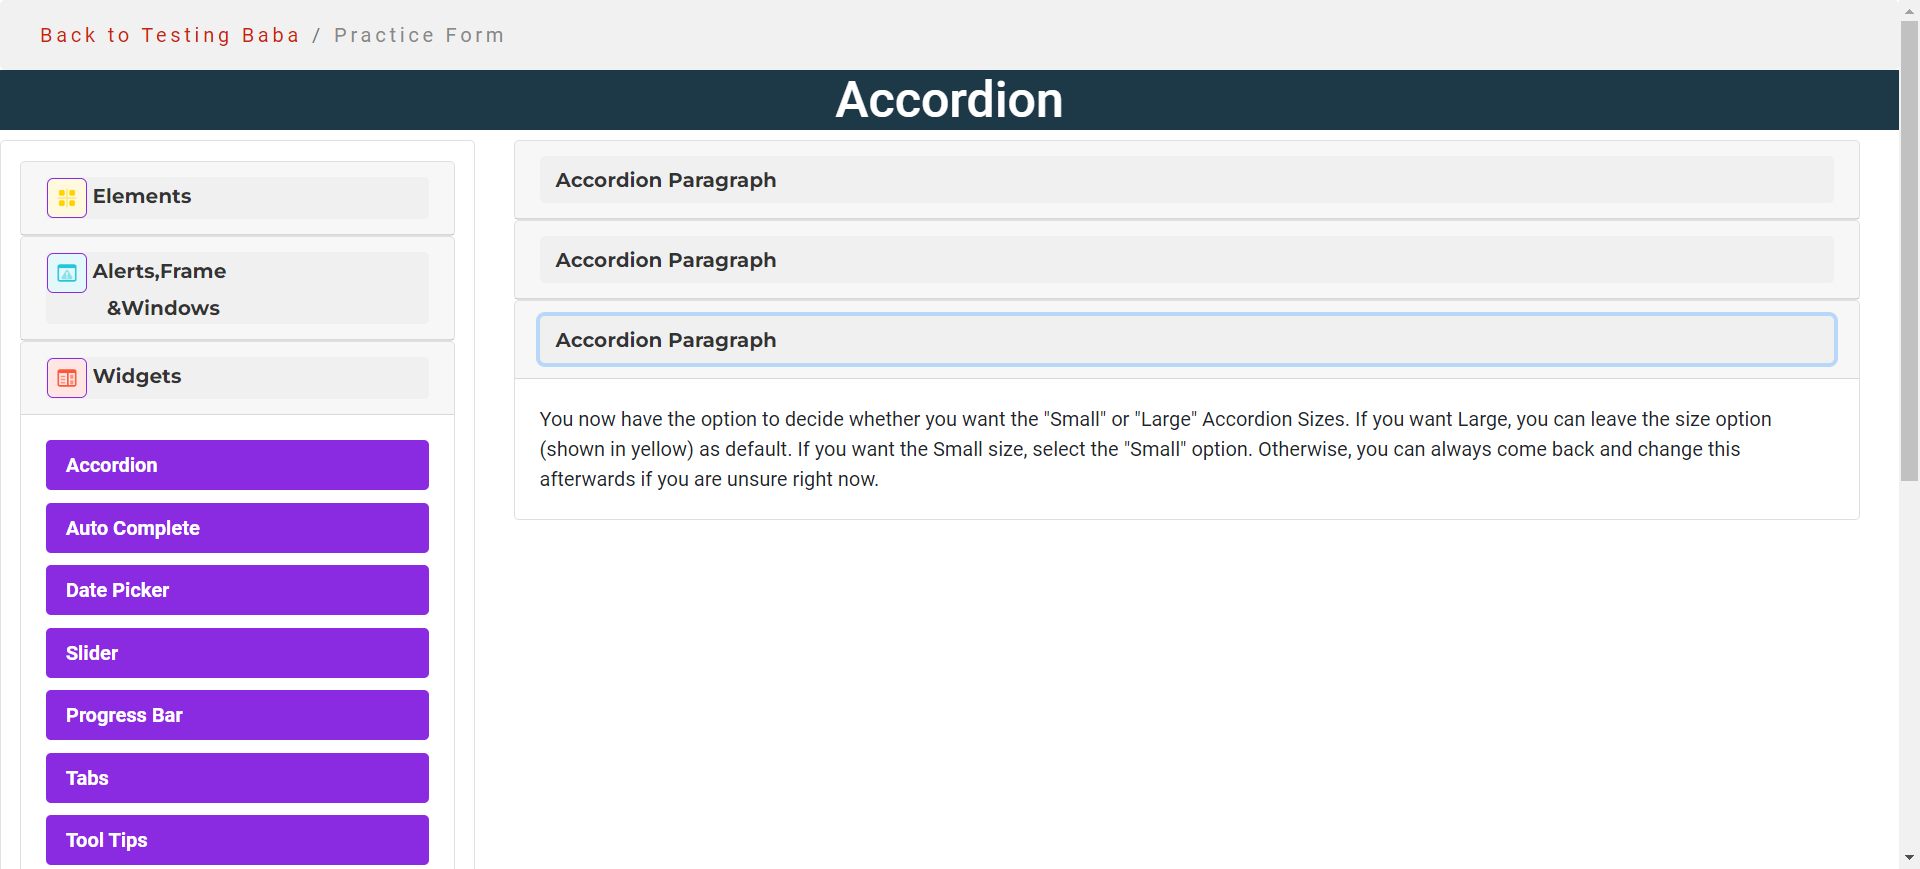 Back to Testing Baba / Practice Form
Accordion
Elements
Alerts,Frame
&Windows
Widgets
Accordion
Auto Complete
Date Picker
Slider
Progress Bar
Tabs
Tool Tips
Accordion Paragraph
Accordion Paragraph
Accordion Paragraph
You now have the option to decide whether you want the "Small" or "Large" Accordion Sizes. If you want Large, you can leave the size option
(shown in yellow) as default. If you want the Small size, select the "Small" option. Otherwise, you can always come back and change this
afterwards if you are unsure right now.